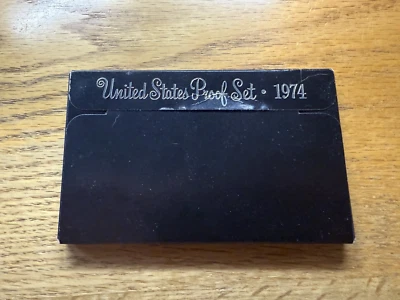 United States Proof Set • 1974